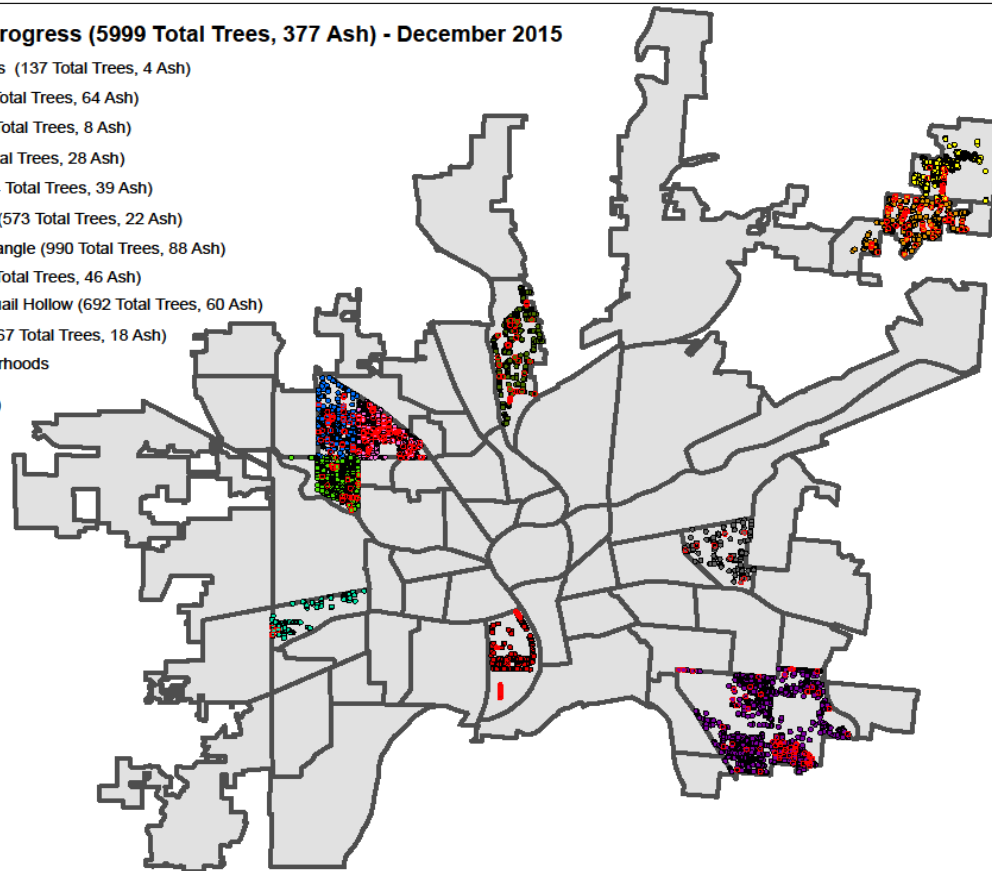 rogress (5999 Total Trees, 377 Ash) - December 2015
s (137 Total Trees, 4 Ash)
Total Trees, 64 Ash)
Total Trees, 8 Ash)
al Trees, 28 Ash)
Total Trees, 39 Ash)
(573 Total Trees, 22 Ash)
angle (990 Total Trees, 88 Ash)
Total Trees, 46 Ash)
uail Hollow (692 Total Trees, 60 Ash)
67 Total Trees, 18 Ash)
rhoods
)